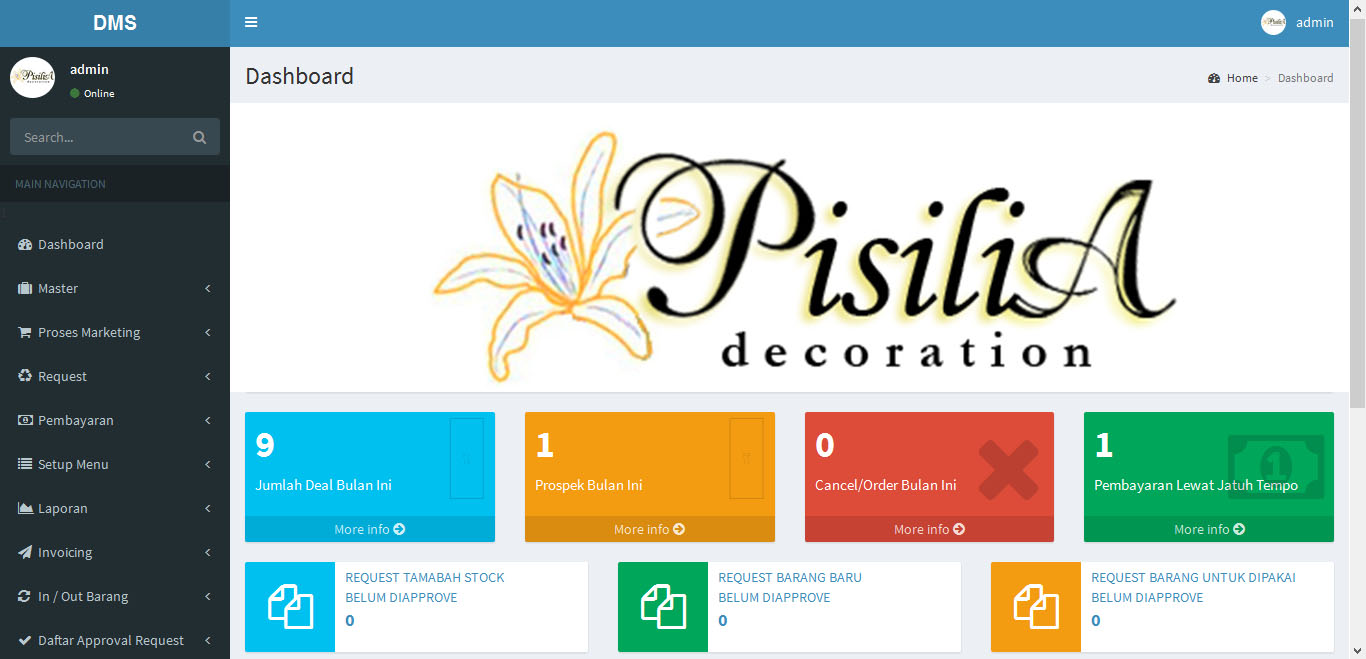 DMS
admin
admin
Online
Search...
MAIN NAVIGATION
Dashboard
Master
Proses Marketing
Request
Pembayaran
Setup Menu
Laporan
Invoicing
In / Out Barang
Daftar Approval Request
Dashboard
Home > Dashboard
PisiliA
decoration
9
Jumlah Deal Bulan Ini
More info
1
Prospek Bulan Ini
More info
0
Cancel/Order Bulan Ini
More info
1
Pembayaran Lewat Jatuh Tempo
More info
REQUEST TAMABAH STOCK
BELUM DIAPPROVE
0
REQUEST BARANG BARU
BELUM DIAPPROVE
0
REQUEST BARANG UNTUK DIPAKAI
BELUM DIAPPROVE
0